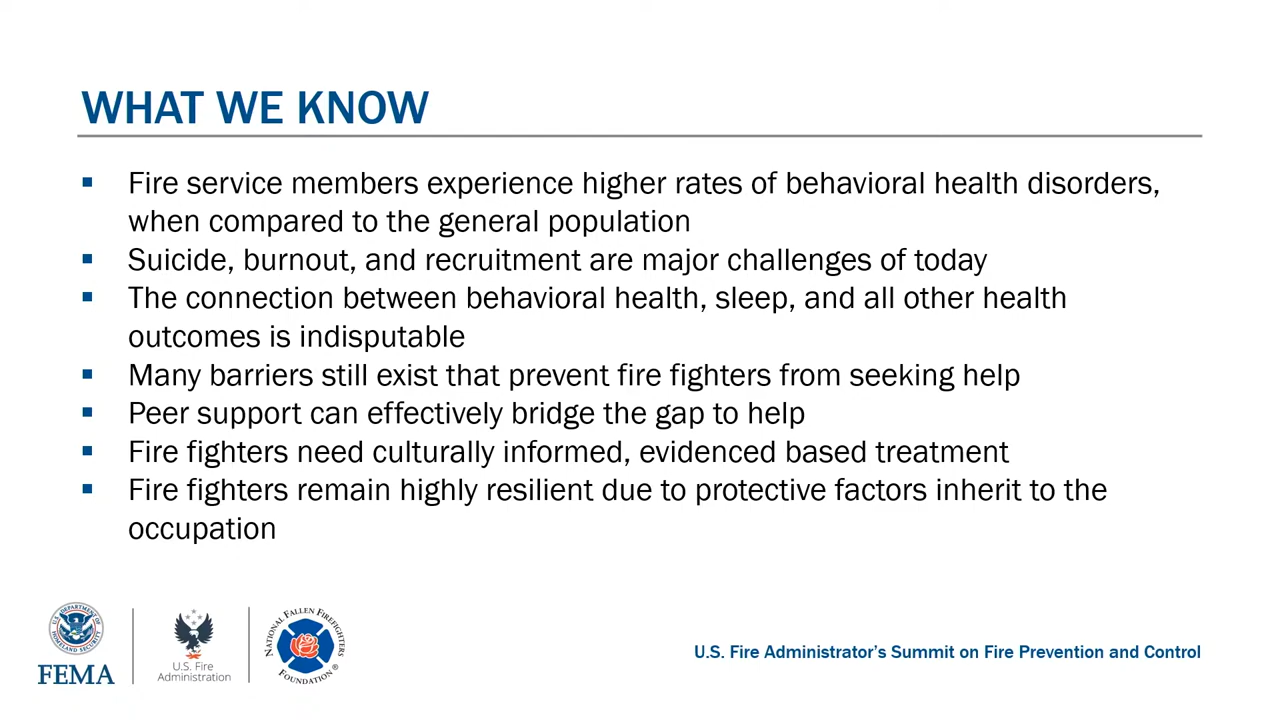 WHAT WE KNOW
▪ Fire service members experience higher rates of behavioral health disorders,
when compared to the general population
▪ Suicide, burnout, and recruitment are major challenges of today
▪ The connection between behavioral health, sleep, and all other health
outcomes is indisputable
▪ Many barriers still exist that prevent fire fighters from seeking help
▪ Peer support can effectively bridge the gap to help
▪ Fire fighters need culturally informed, evidenced based treatment
▪ Fire fighters remain highly resilient due to protective factors inherit to the
occupation
U.S. DEPARTMENT OF HOMELAND SECURITY
FEMA
U.S. Fire
Administration
NATIONAL FALLEN FIREFIGHTERS
FOUNDATION®
U.S. Fire Administrator's Summit on Fire Prevention and Control